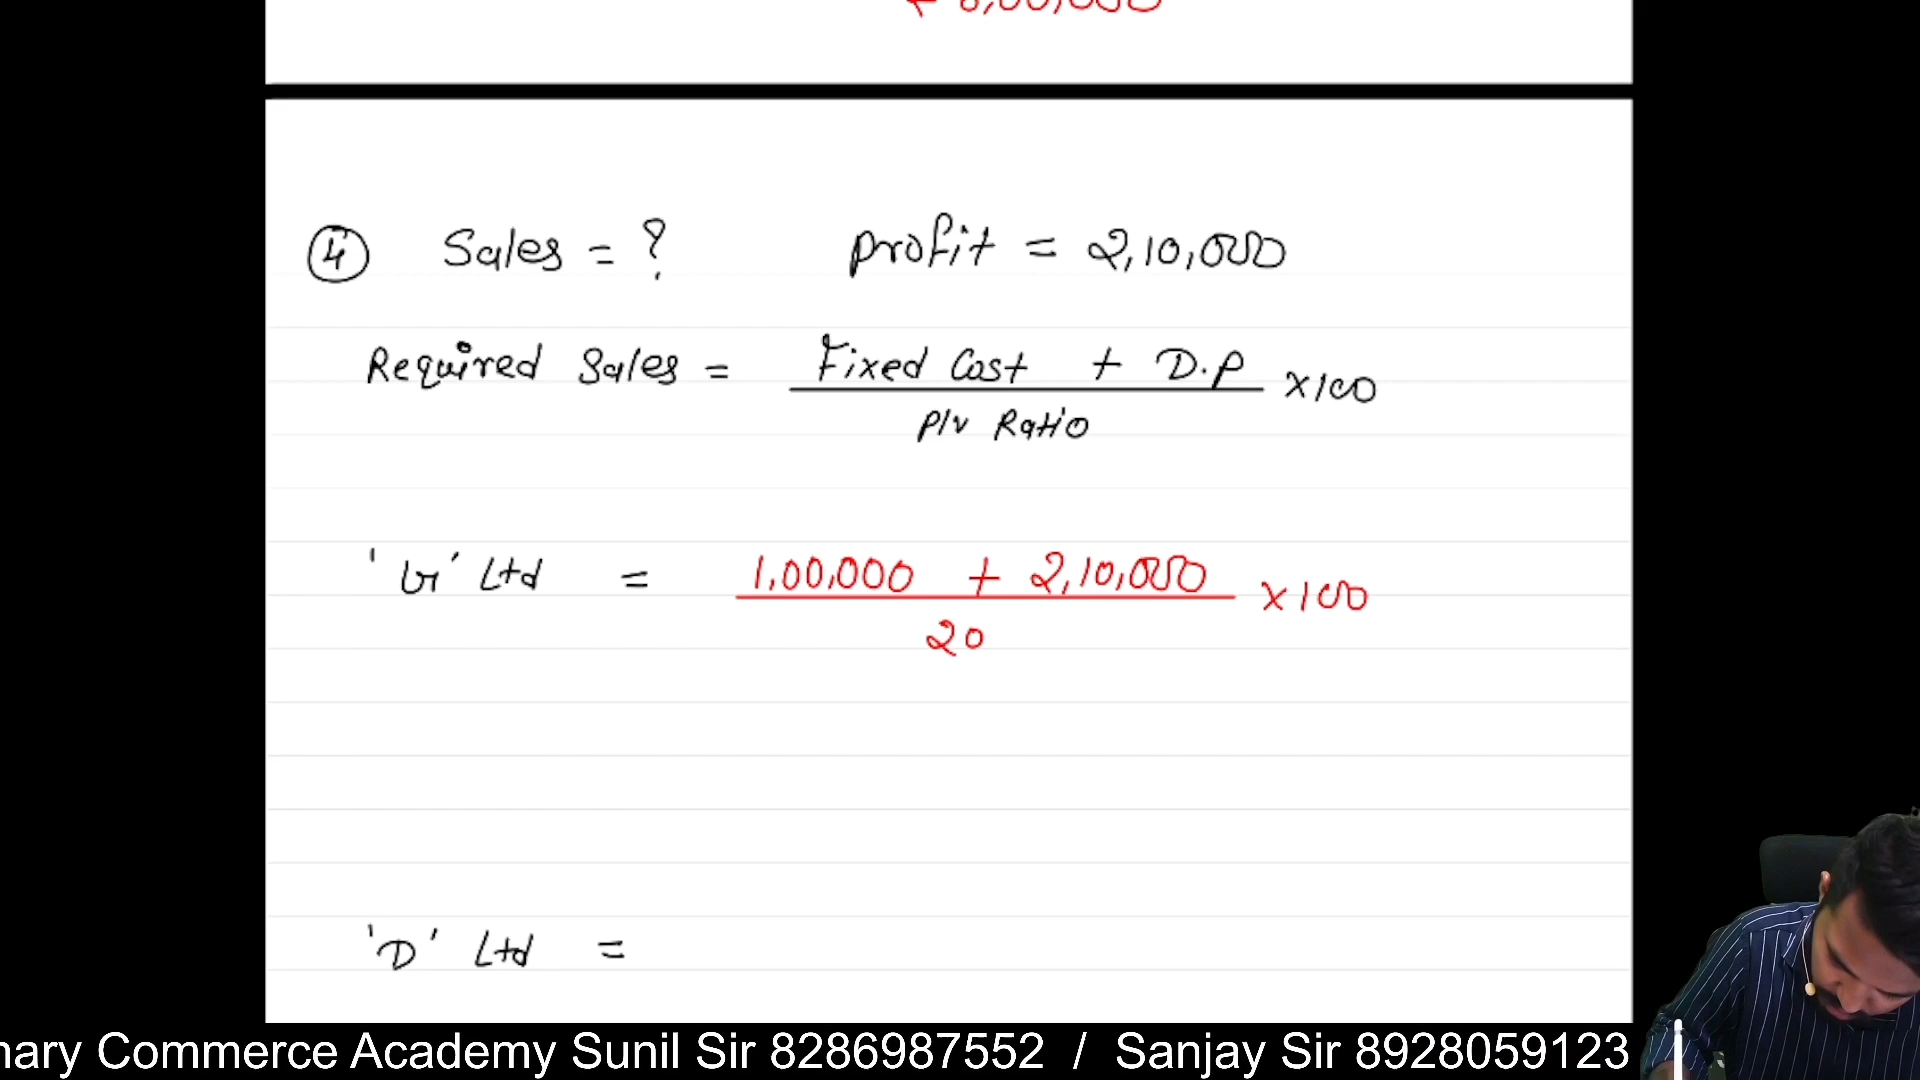 ④ Sales = ? Profit = 2,10,000
Required Sales = Fixed Cost + D.P / P/V Ratio × 100
Ltd = 1,00,000 + 2,10,000 / 20 × 100
'D' Ltd =
Commerce Academy Sunil Sir 8286987552 / Sanjay Sir 8928059123